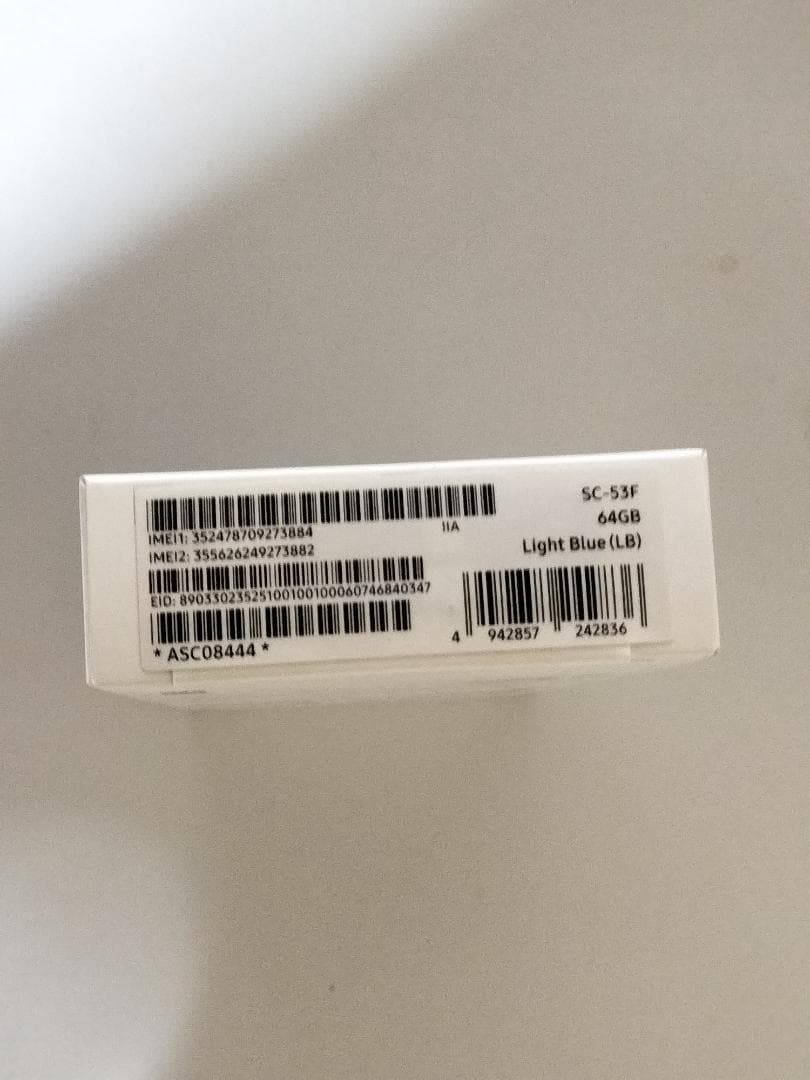 IMEI1: 352478709273884
IIA
IMEI2: 355626249273882
EID: 89033023525100100100060746840347
* ASC08444 *
SC-53F
64GB
Light Blue (LB)
4 942857 242836